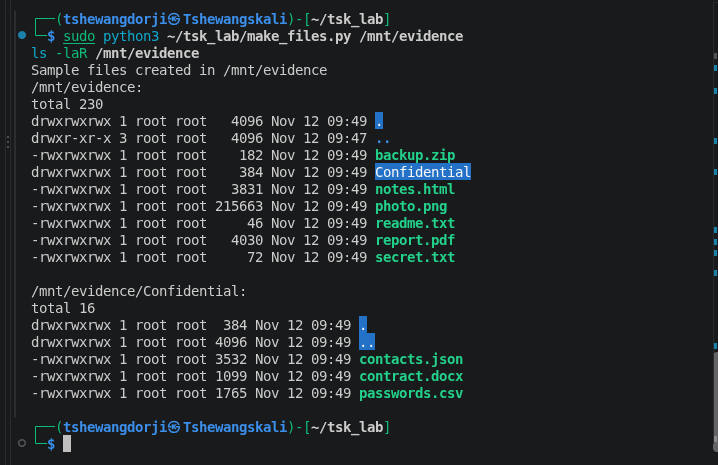 ┌──(tshewangdorji㉿Tshewangskali)-[~/tsk_lab]
└─$ sudo python3 ~/tsk_lab/make_files.py /mnt/evidence
ls -laR /mnt/evidence
Sample files created in /mnt/evidence
/mnt/evidence:
total 230
drwxrwxrwx 1 root root   4096 Nov 12 09:49 .
drwxr-xr-x 3 root root   4096 Nov 12 09:47 ..
-rwxrwxrwx 1 root root    182 Nov 12 09:49 backup.zip
drwxrwxrwx 1 root root    384 Nov 12 09:49 Confidential
-rwxrwxrwx 1 root root   3831 Nov 12 09:49 notes.html
-rwxrwxrwx 1 root root 215663 Nov 12 09:49 photo.png
-rwxrwxrwx 1 root root     46 Nov 12 09:49 readme.txt
-rwxrwxrwx 1 root root   4030 Nov 12 09:49 report.pdf
-rwxrwxrwx 1 root root     72 Nov 12 09:49 secret.txt

/mnt/evidence/Confidential:
total 16
drwxrwxrwx 1 root root  384 Nov 12 09:49 .
drwxrwxrwx 1 root root 4096 Nov 12 09:49 ..
-rwxrwxrwx 1 root root 3532 Nov 12 09:49 contacts.json
-rwxrwxrwx 1 root root 1099 Nov 12 09:49 contract.docx
-rwxrwxrwx 1 root root 1765 Nov 12 09:49 passwords.csv

┌──(tshewangdorji㉿Tshewangskali)-[~/tsk_lab]
└─$